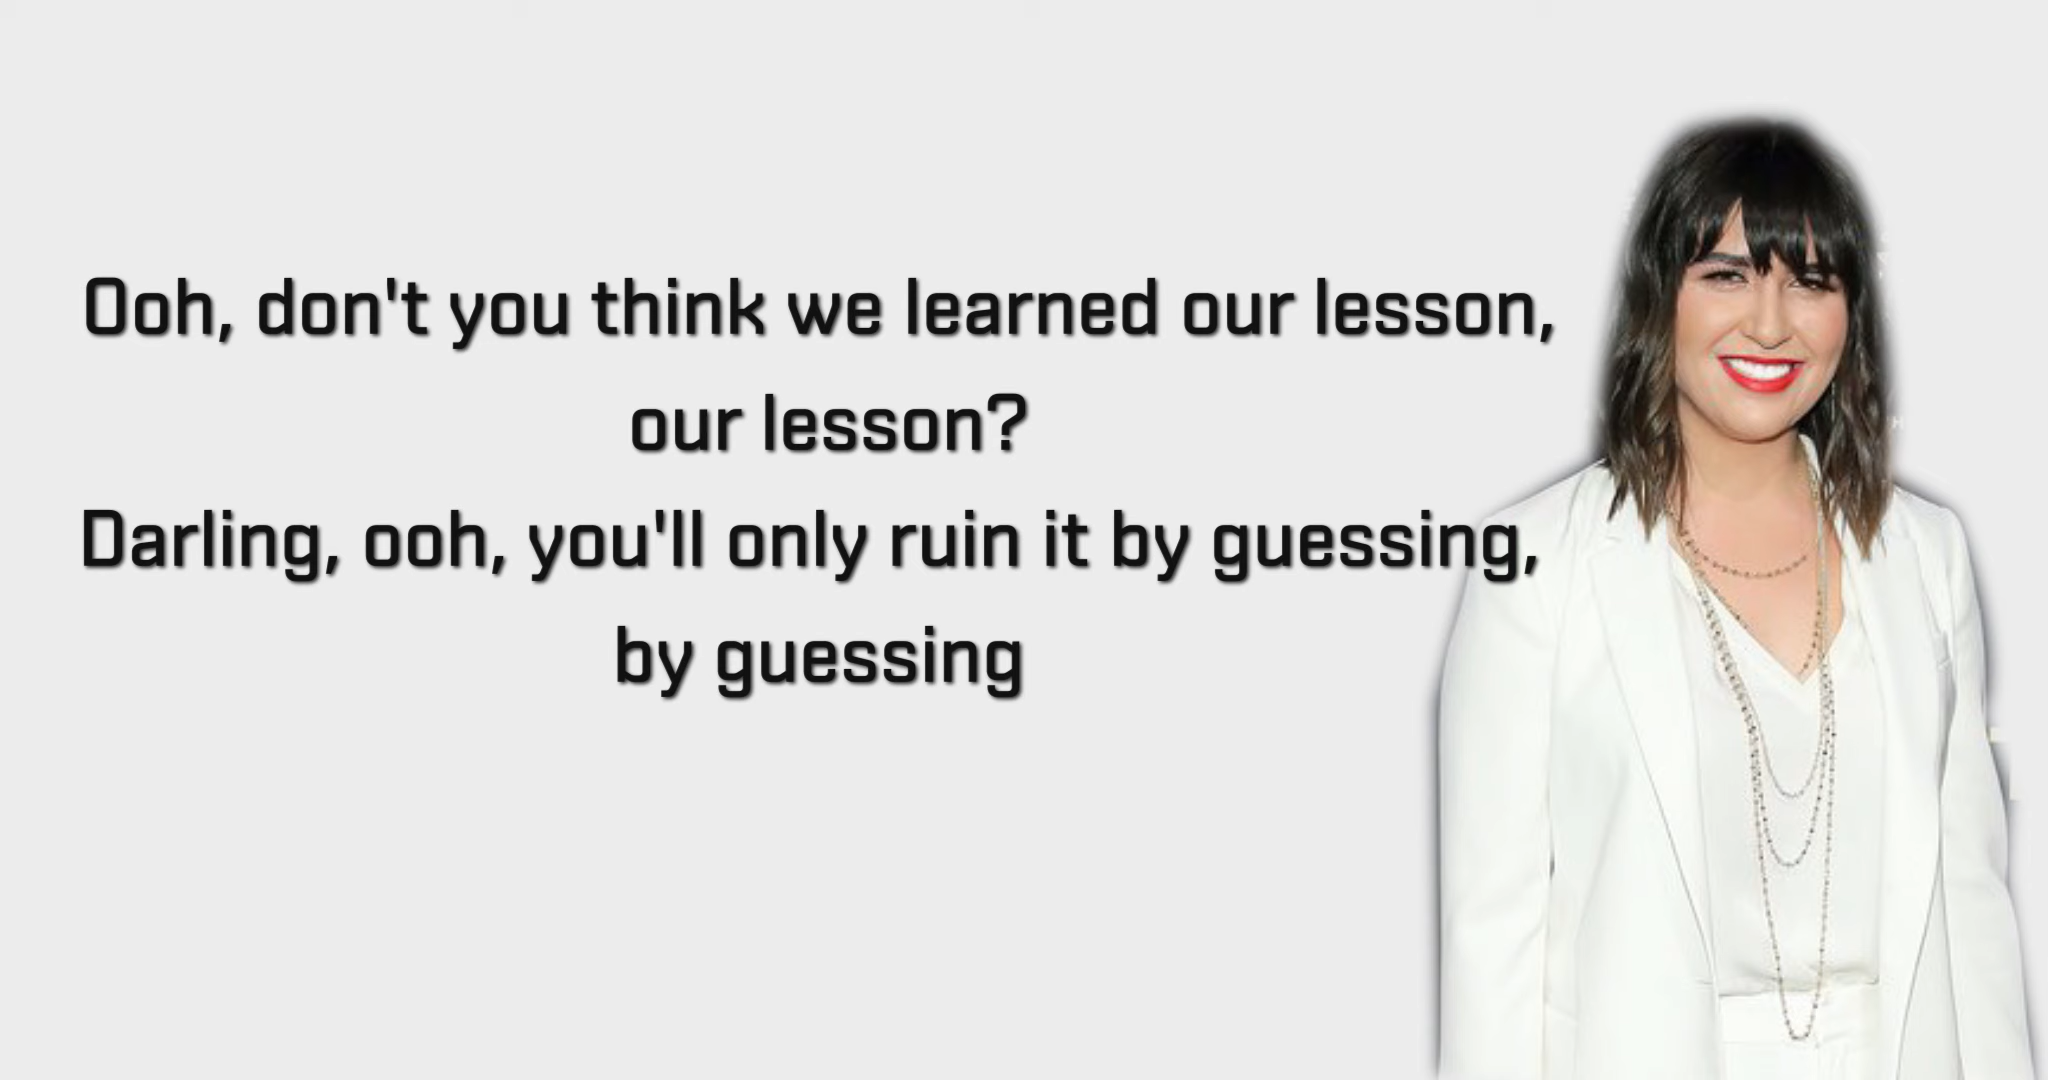 Ooh, don't you think we learned our lesson,
our lesson?
Darling, ooh, you'll only ruin it by guessing,
by guessing